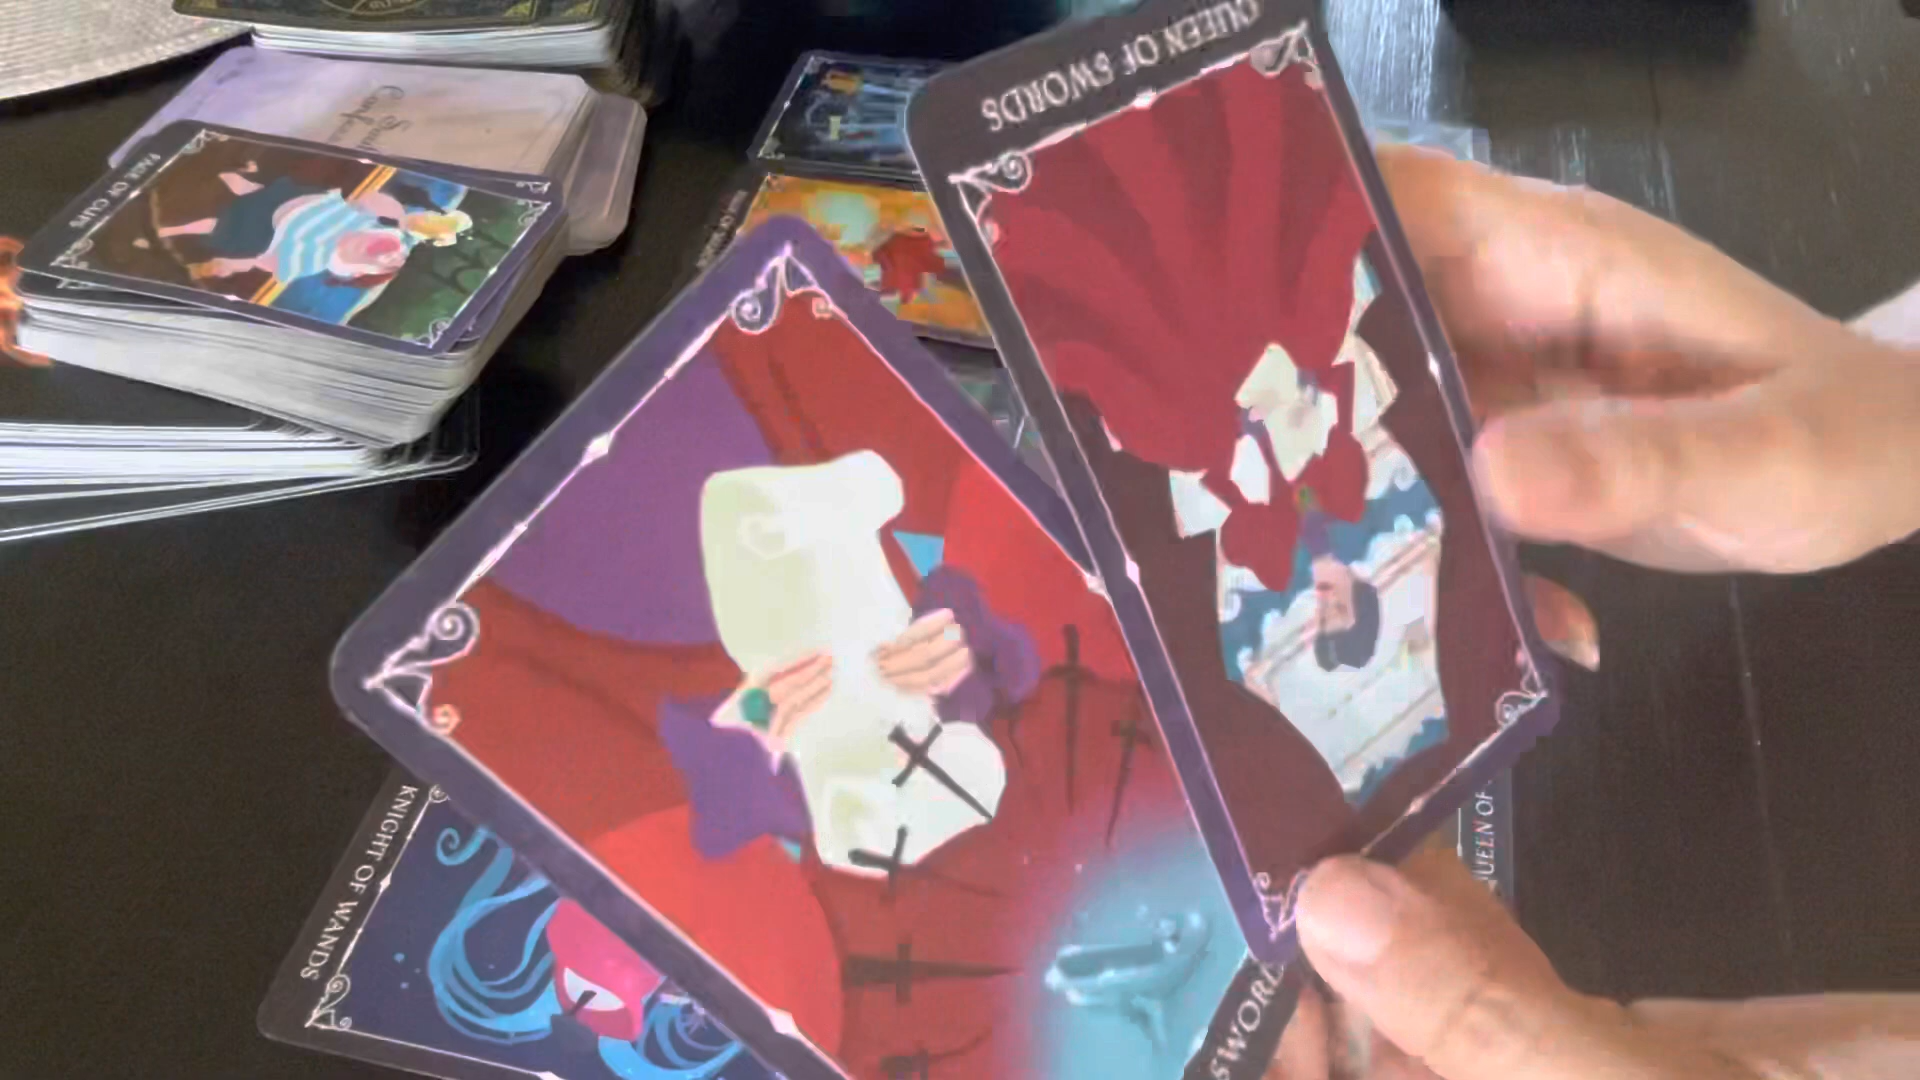 QUEEN OF SWORDS
PAGE OF CUPS
KNIGHT OF WANDS
QUEEN OF
SWORD